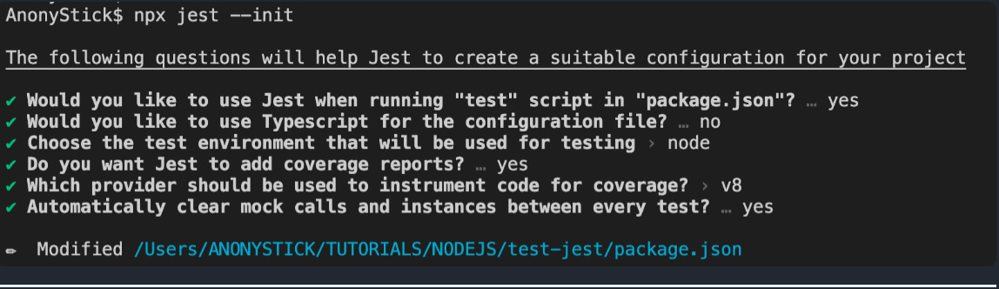 AnonyStick$ npx jest --init
The following questions will help Jest to create a suitable configuration for your project
✔ Would you like to use Jest when running "test" script in "package.json"? … yes
✔ Would you like to use Typescript for the configuration file? … no
✔ Choose the test environment that will be used for testing › node
✔ Do you want Jest to add coverage reports? … yes
✔ Which provider should be used to instrument code for coverage? › v8
✔ Automatically clear mock calls and instances between every test? … yes
✏ Modified /Users/ANONYSTICK/TUTORIALS/NODEJS/test-jest/package.json